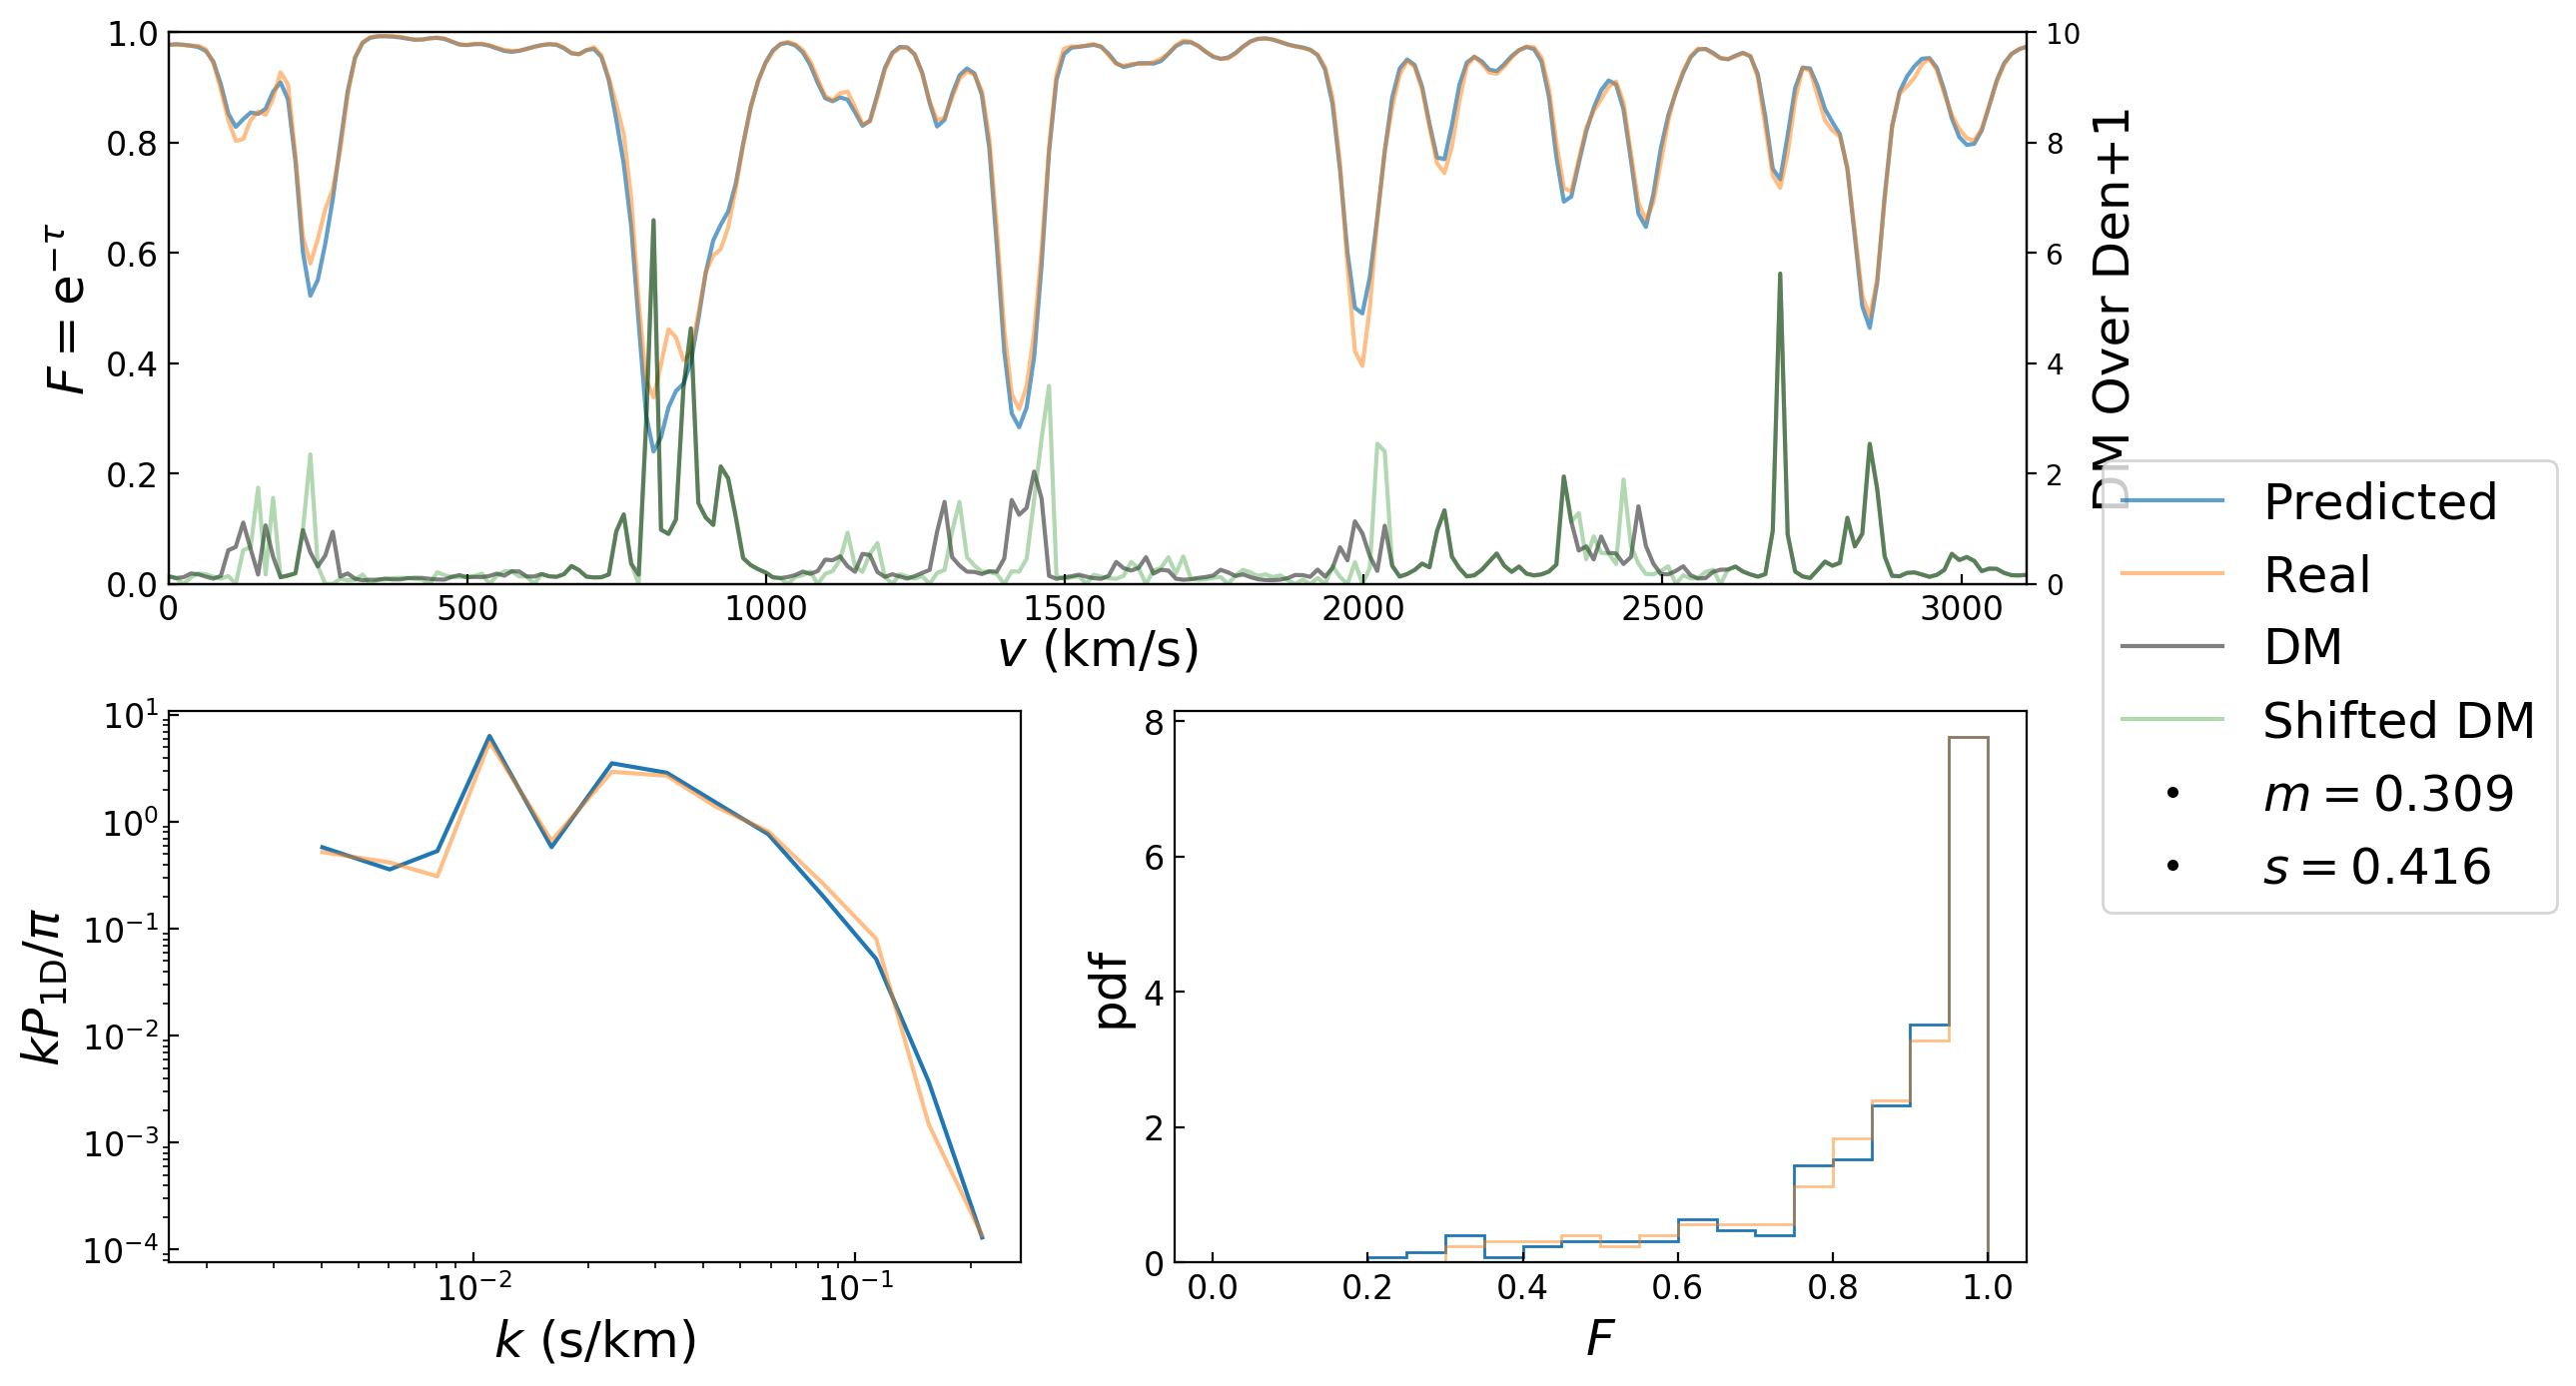 1.0
0.8
0.6
0.4
0.2
0.0
F = e^{-τ}
10
8
6
4
2
0
DM Over Den+1
0 500 1000 1500 2000 2500 3000
v (km/s)
Predicted
Real
DM
Shifted DM
m = 0.309
s = 0.416
10^1
10^0
10^{-1}
10^{-2}
10^{-3}
10^{-4}
kP_{1D}/π
10^{-2} 10^{-1}
k (s/km)
8
6
4
2
0
pdf
0.0 0.2 0.4 0.6 0.8 1.0
F